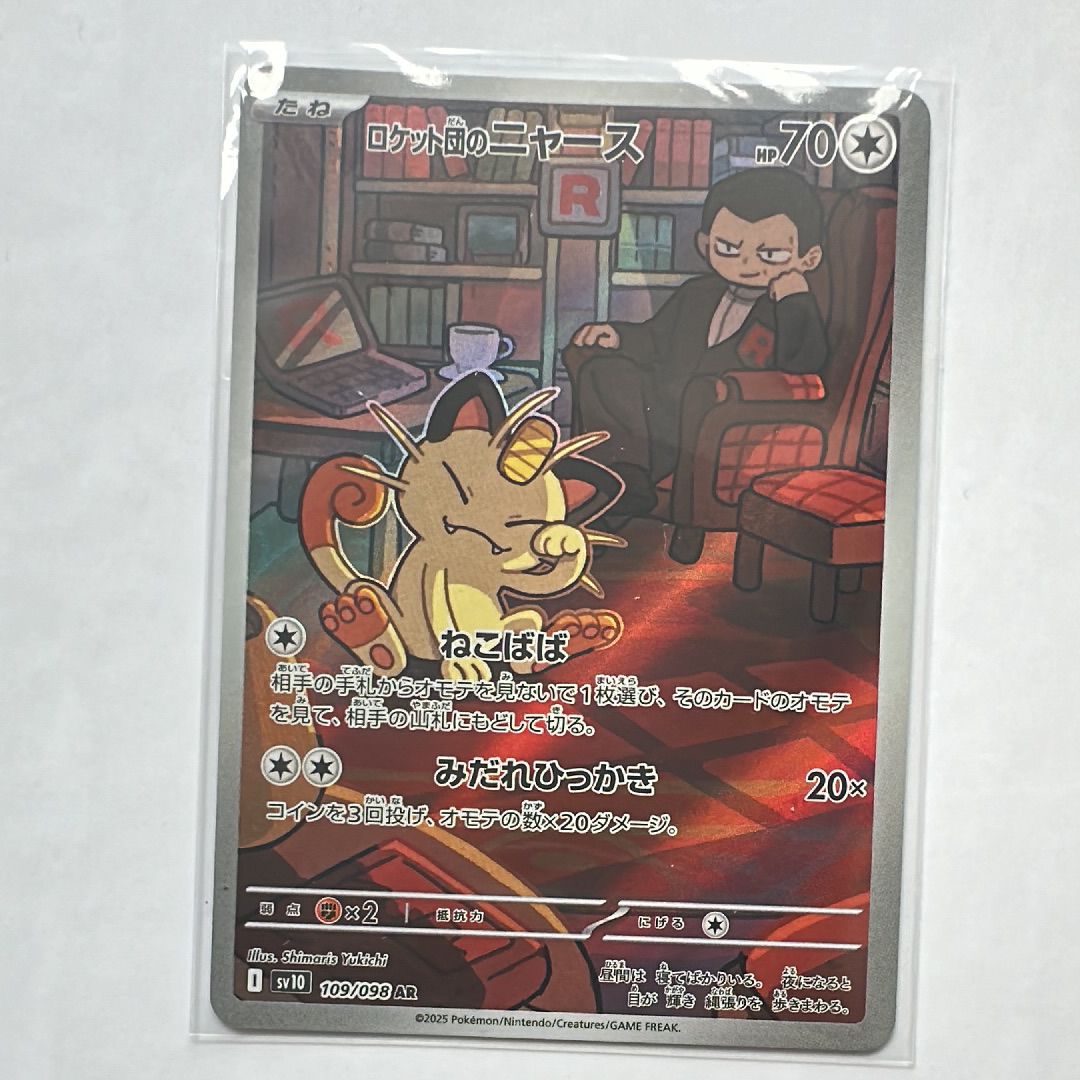 たね
ロケット団のニャース HP70
R
R
ねこばば
相手の手札からオモテを見ないで1枚選び、そのカードのオモテ
を見て、相手の山札にもどして切る。
みだれひっかき 20×
コインを3回投げ、オモテの数×20ダメージ。
弱点 ×2 抵抗力 にげる
Illus. Shimaris Yukichi
I sv10 109/098 AR
昼間は 寝てばかりいる。 夜になると
目が 輝き 縄張りを 歩きまわる。
©2025 Pokémon/Nintendo/Creatures/GAME FREAK.